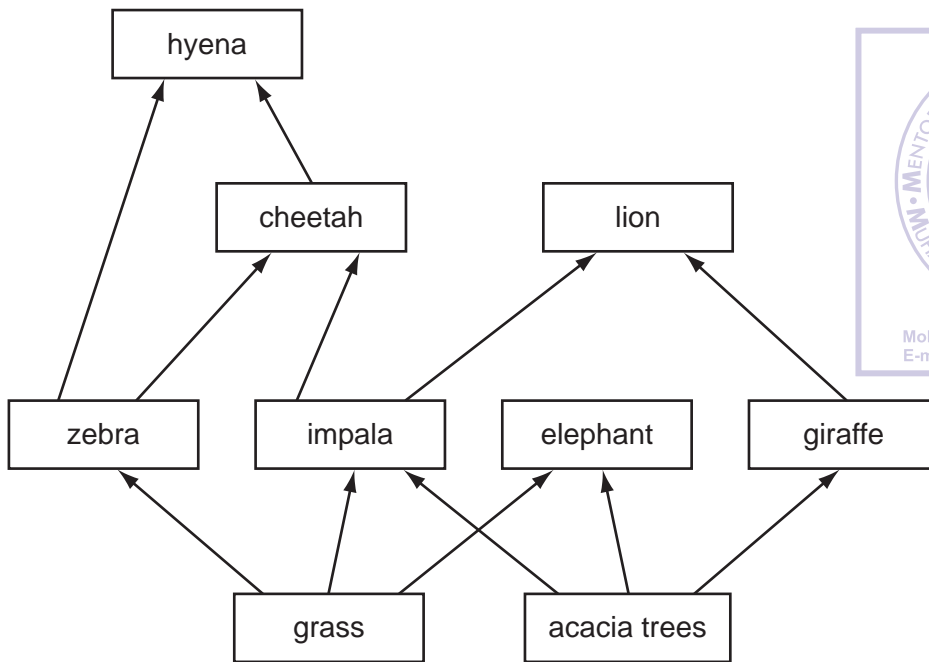 hyena
cheetah
lion
zebra
impala
elephant
giraffe
grass
acacia trees